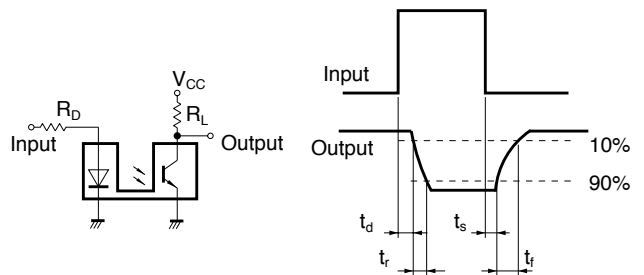 V_CC
R_D
R_L
Input
Output
Input
Output
10%
90%
t_d
t_s
t_r
t_f